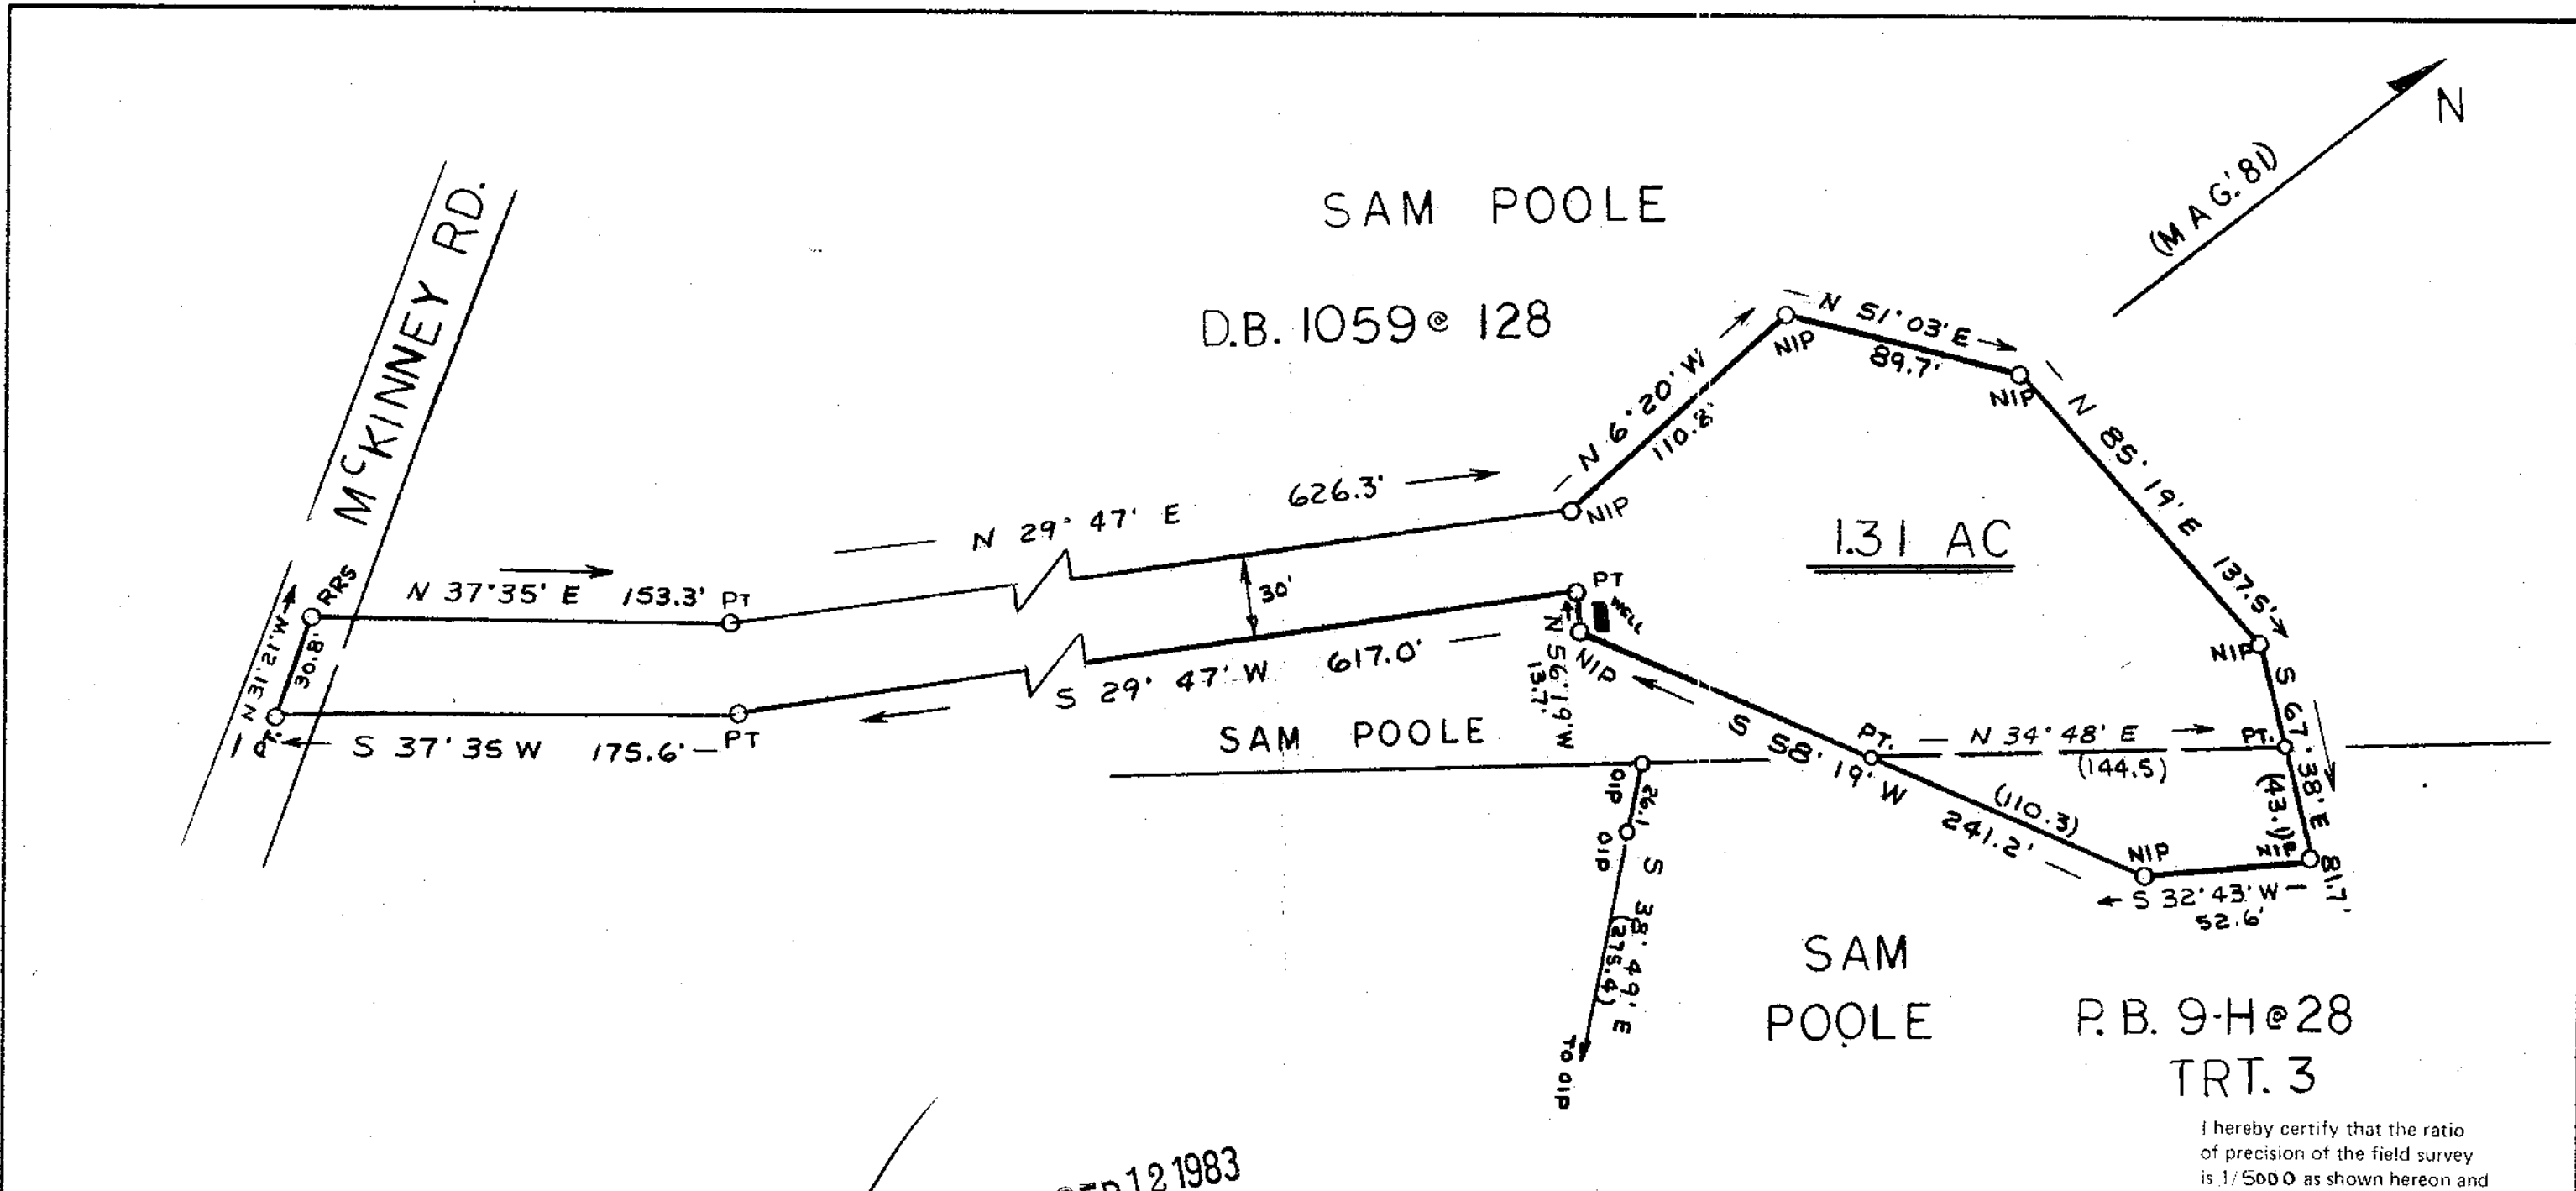 N
(MAG.'81)
SAM POOLE
D.B. 1059 @ 128
McKINNEY RD.
N 51° 03' E
89.7'
NIP
NIP
N 6° 20' W
110.8'
N 85° 19' E 137.5'
N 29° 47' E 626.3'
NIP
1.31 AC
RRS
N 37° 35' E 153.3' PT
30'
PT
WELL
N 31° 21' W
30.8'
S 29° 47' W 617.0'
N 56° 19' W
13.7'
NIP
NIP
S 67° 38' E
81.7'
PT.
S 37° 35 W 175.6' PT
SAM POOLE
S 58° 19' W
241.2'
(110.3)
PT.
N 34° 48' E
(144.5)
PT.
(43.1)
OIP
26.1
OIP
S 38° 49' E
(275.4)
TO OIP
NIP
NIP
S 32° 43' W
52.6'
SAM
POOLE
P.B. 9-H @ 28
TRT. 3
I hereby certify that the ratio
of precision of the field survey
is 1/5000 as shown hereon and
SEP 12 1983